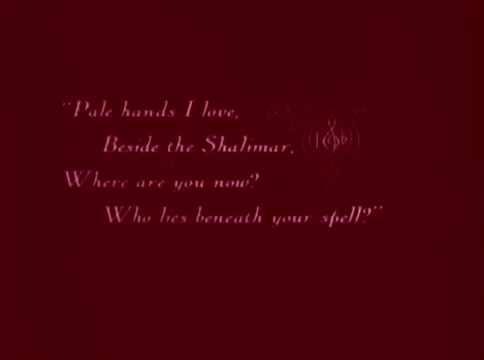 "Pale hands I love,
Beside the Shalimar,
Where are you now?
Who lies beneath your spell?"